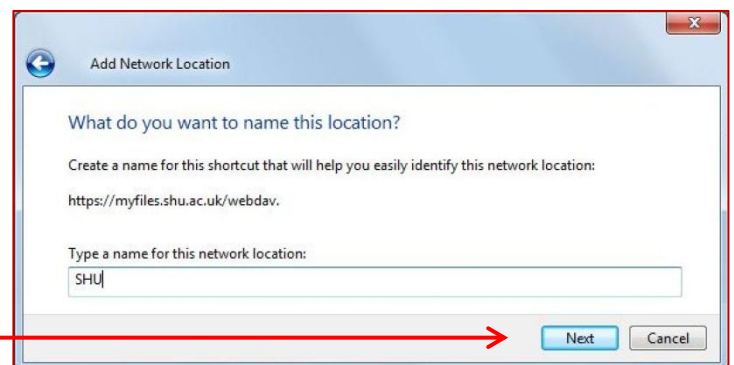 Add Network Location
What do you want to name this location?
Create a name for this shortcut that will help you easily identify this network location:
https://myfiles.shu.ac.uk/webdav.
Type a name for this network location:
SHU
Next Cancel